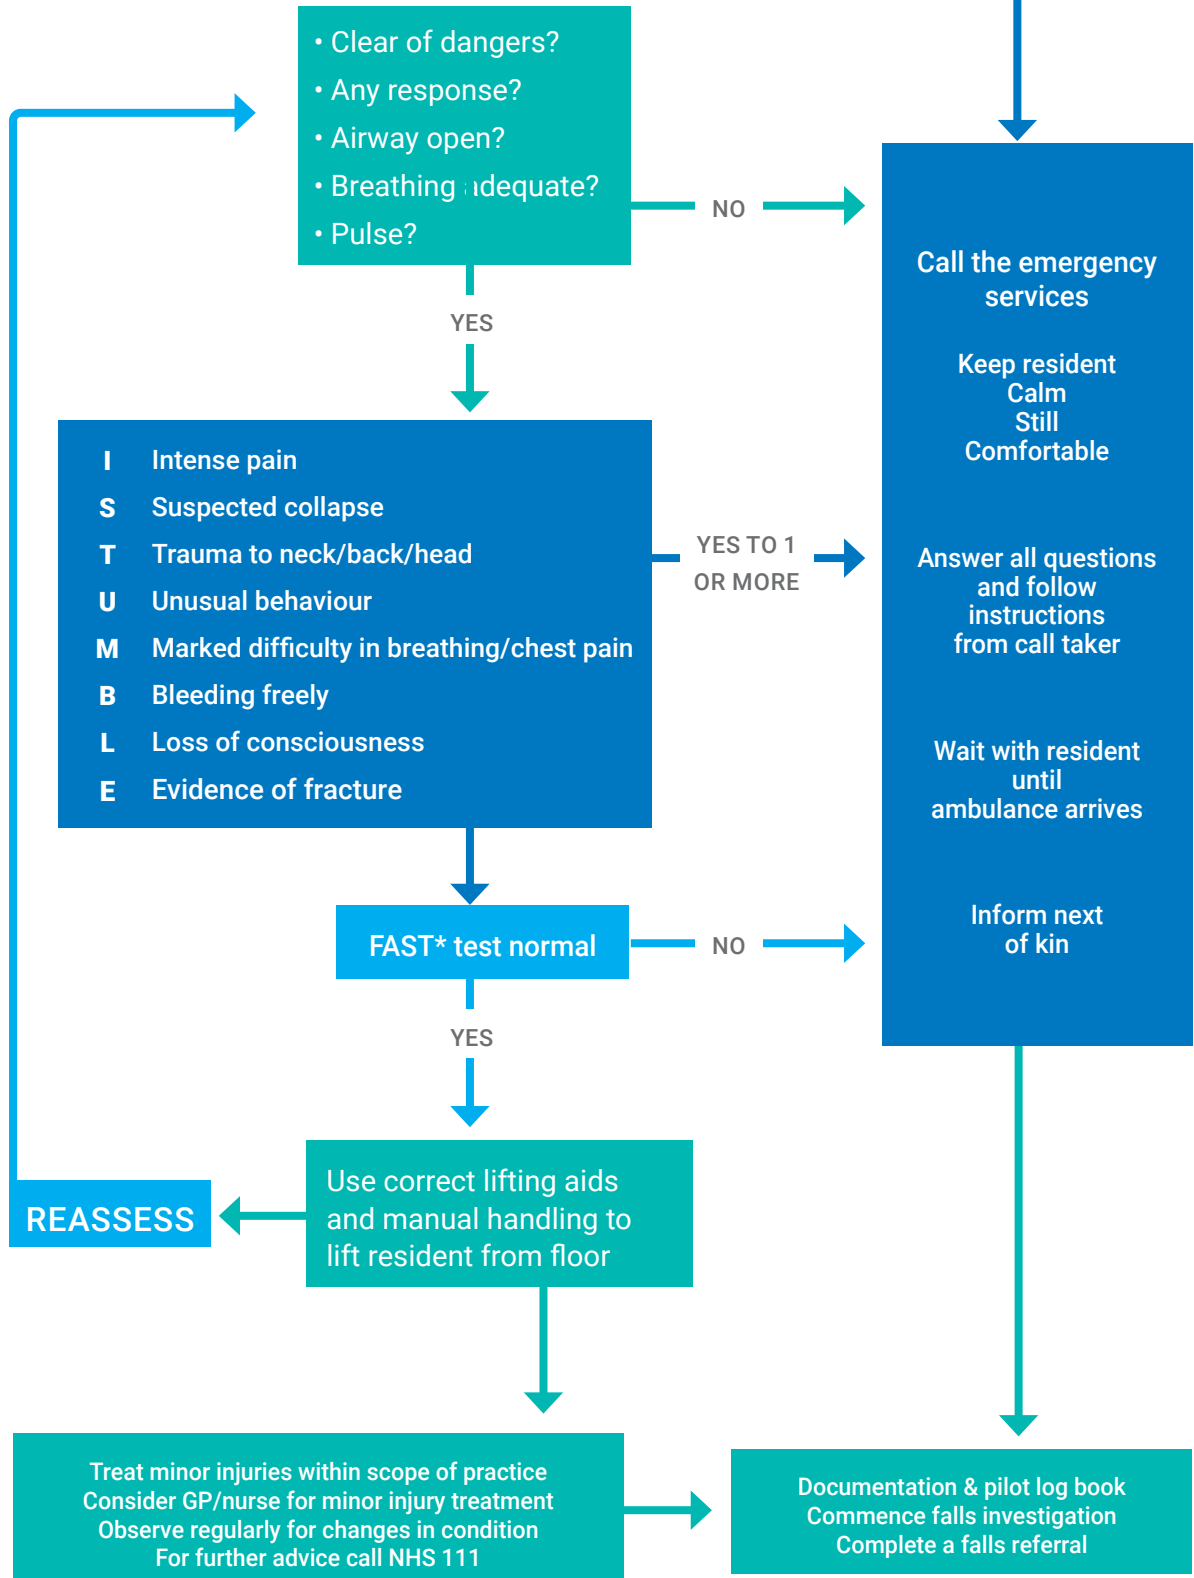 • Clear of dangers?
• Any response?
• Airway open?
• Breathing adequate?
• Pulse?
NO
YES
Call the emergency
services
Keep resident
Calm
Still
Comfortable
Answer all questions
and follow
instructions
from call taker
Wait with resident
until
ambulance arrives
Inform next
of kin
I Intense pain
S Suspected collapse
T Trauma to neck/back/head
U Unusual behaviour
M Marked difficulty in breathing/chest pain
B Bleeding freely
L Loss of consciousness
E Evidence of fracture
YES TO 1
OR MORE
FAST* test normal
NO
YES
Use correct lifting aids
and manual handling to
lift resident from floor
REASSESS
Treat minor injuries within scope of practice
Consider GP/nurse for minor injury treatment
Observe regularly for changes in condition
For further advice call NHS 111
Documentation & pilot log book
Commence falls investigation
Complete a falls referral